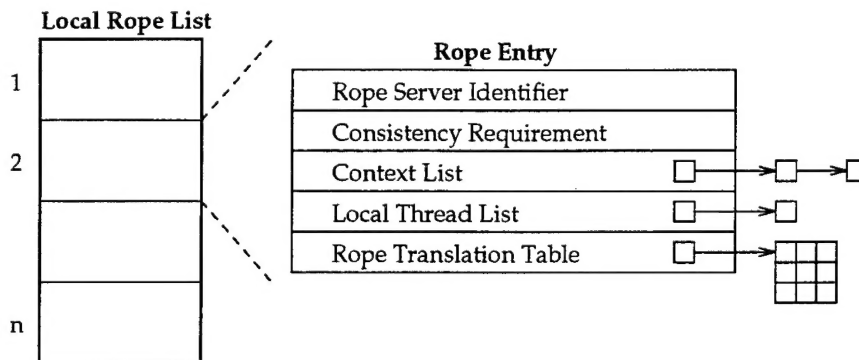 Local Rope List
1
2
n
Rope Entry
Rope Server Identifier
Consistency Requirement
Context List
Local Thread List
Rope Translation Table